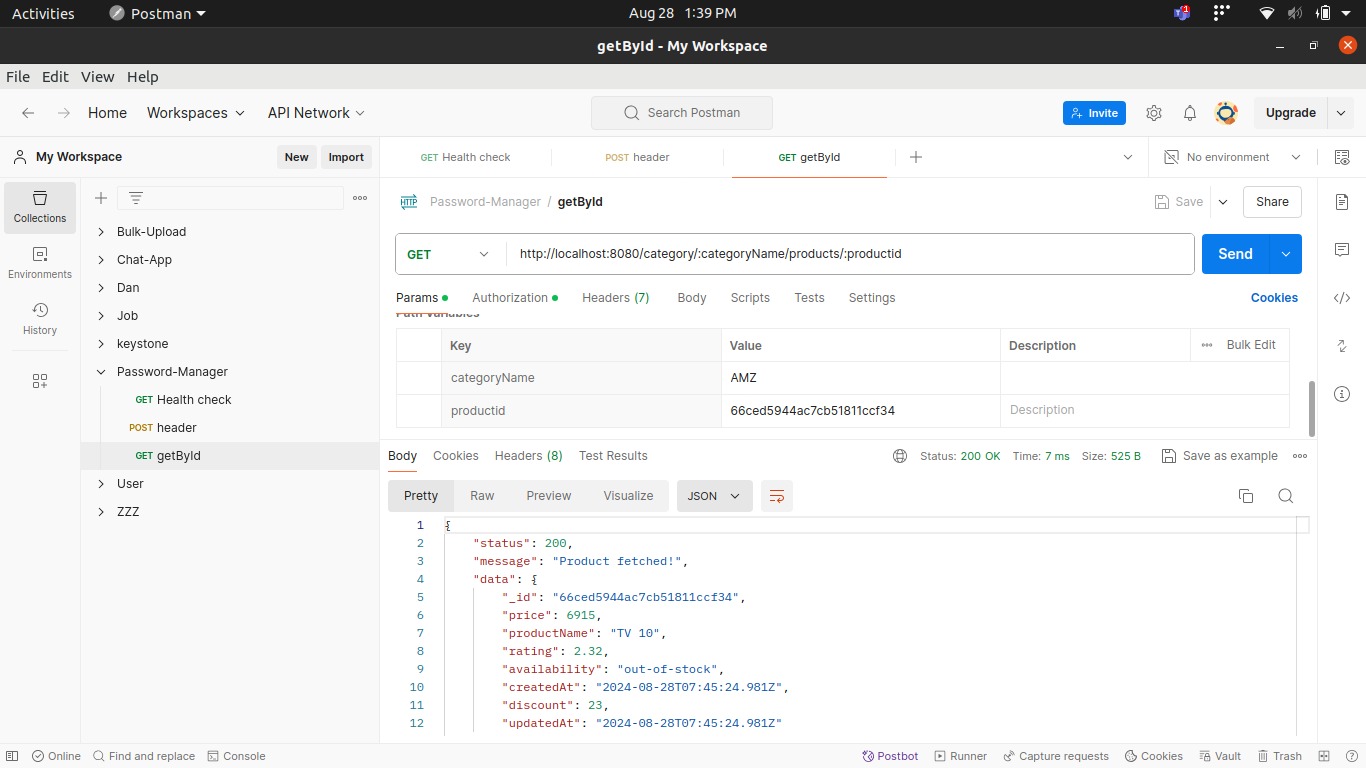 Activities Postman Aug 28 1:39 PM 1
getById - My Workspace
File Edit View Help
Home Workspaces API Network Search Postman Invite Upgrade
My Workspace New Import GET Health check POST header GET getById No environment
Collections
Environments
History
Bulk-Upload
Chat-App
Dan
Job
keystone
Password-Manager
GET Health check
POST header
GET getById
User
ZZZ
HTTP Password-Manager / getById Save Share
GET http://localhost:8080/category/:categoryName/products/:productid Send
Params Authorization Headers (7) Body Scripts Tests Settings Cookies
Path Variables
Key Value Description Bulk Edit
categoryName AMZ
productid 66ced5944ac7cb51811ccf34 Description
Body Cookies Headers (8) Test Results Status: 200 OK Time: 7 ms Size: 525 B Save as example
Pretty Raw Preview Visualize JSON
1 {
2 "status": 200,
3 "message": "Product fetched!",
4 "data": {
5 "_id": "66ced5944ac7cb51811ccf34",
6 "price": 6915,
7 "productName": "TV 10",
8 "rating": 2.32,
9 "availability": "out-of-stock",
10 "createdAt": "2024-08-28T07:45:24.981Z",
11 "discount": 23,
12 "updatedAt": "2024-08-28T07:45:24.981Z"
Online Find and replace Console Postbot Runner Capture requests Cookies Vault Trash